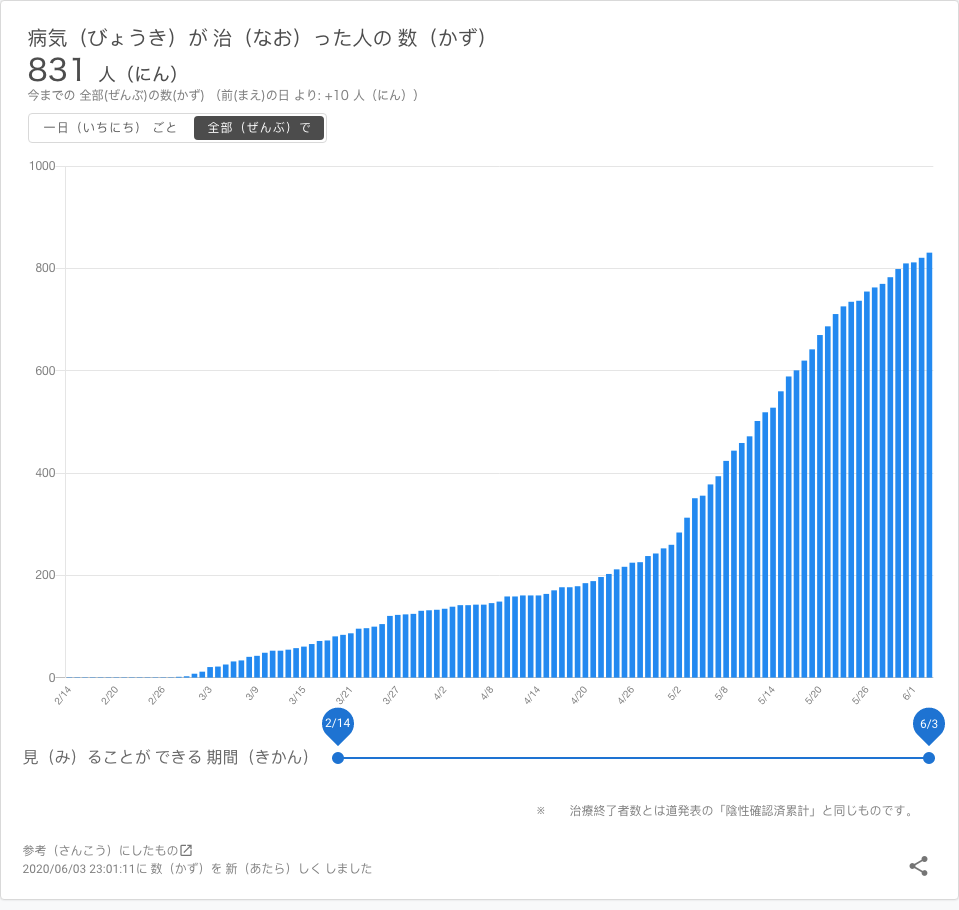 病気（びょうき）が 治（なお）った人の 数（かず）
831 人（にん）
今までの 全部(ぜんぶ)の数(かず) （前(まえ)の日 より: +10 人（にん））
一日（いちにち） ごと 全部（ぜんぶ）で
1000
800
600
400
200
0
2/14 2/20 2/26 3/3 3/9 3/15 3/21 3/27 4/2 4/8 4/14 4/20 4/26 5/2 5/8 5/14 5/20 5/26 6/1
2/14 6/3
見（み）ることが できる 期間（きかん）
※ 治療終了者数とは道発表の「陰性確認済累計」と同じものです。
参考（さんこう）にしたもの
2020/06/03 23:01:11に 数（かず）を 新（あたら）しく しました